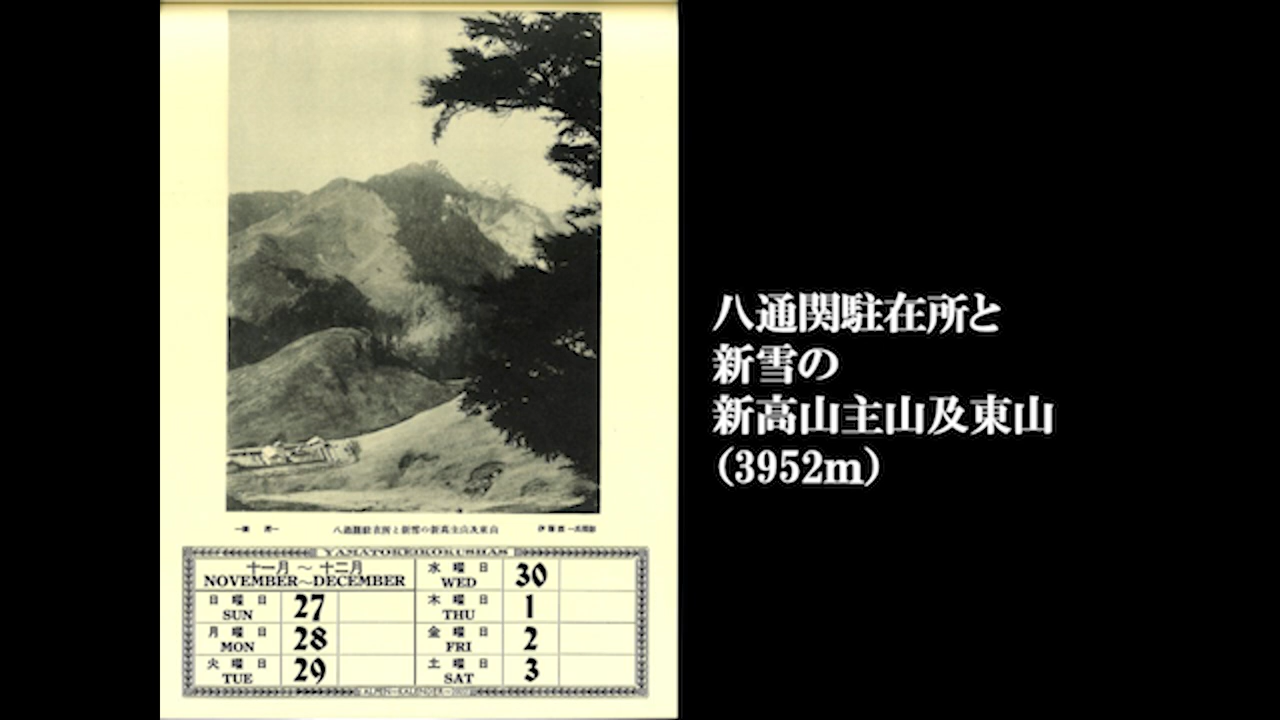 八通関駐在所と
新雪の
新高山主山及東山
(3952m)
八通關駐在所と新雪の新高主山及東山
十一月 ～ 十二月
NOVEMBER～DECEMBER
日曜日 SUN 27
月曜日 MON 28
火曜日 TUE 29
水曜日 WED 30
木曜日 THU 1
金曜日 FRI 2
土曜日 SAT 3